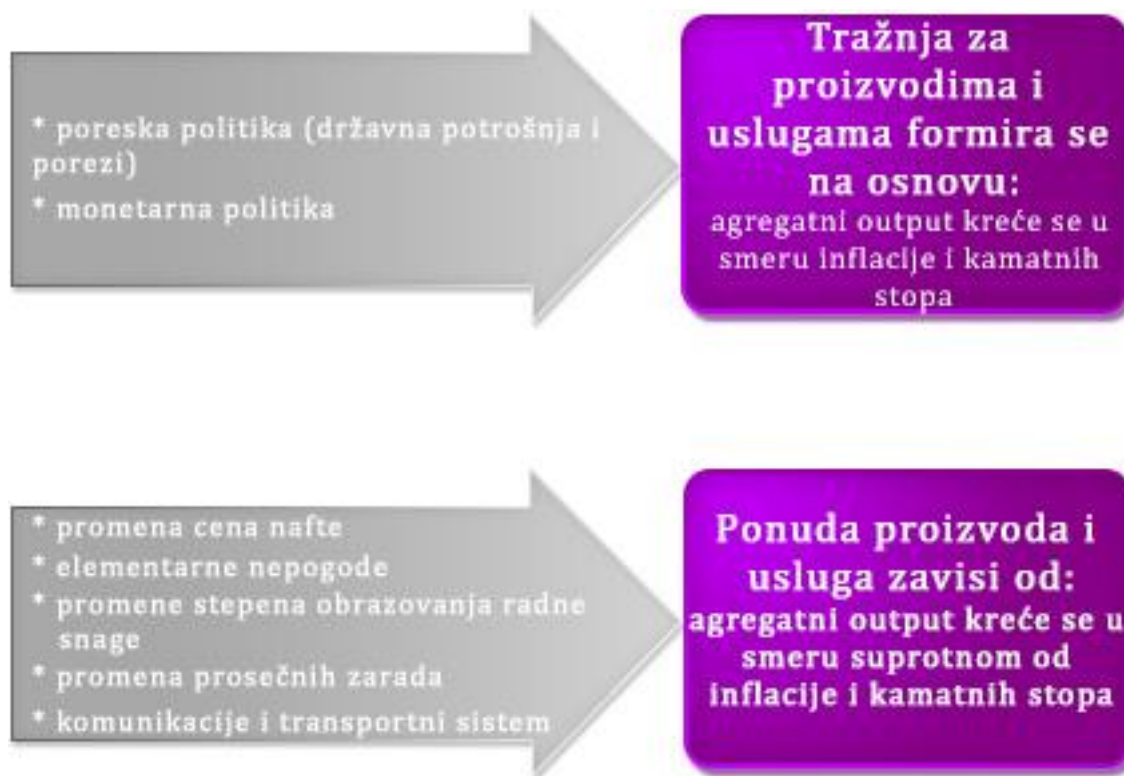 * poreska politika (državna potrošnja i
porezi)
* monetarna politika
Tražnja za
proizvodima i
uslugama formira se
na osnovu:
agregatni output kreće se u
smeru inflacije i kamatnih
stopa
* promena cena nafte
* elementarne nepogode
* promene stepena obrazovanja radne
snage
* promena prosečnih zarada
* komunikacije i transportni sistem
Ponuda proizvoda i
usluga zavisi od:
agregatni output kreće se u
smeru suprotnom od
inflacije i kamatnih stopa